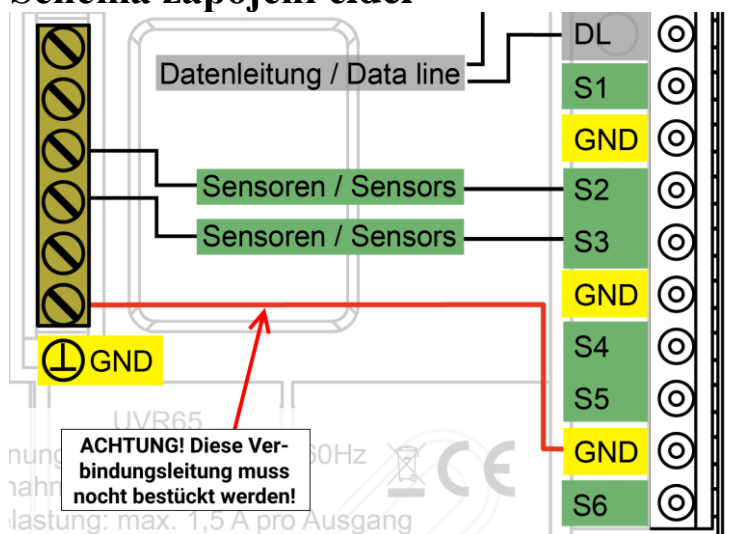 Schéma zapojení čidel
DL
Datenleitung / Data line
S1
GND
Sensoren / Sensors
S2
Sensoren / Sensors
S3
GND
S4
GND
S5
UVR65
ACHTUNG! Diese Ver-
bindungsleitung muss
nocht bestückt werden!
60Hz
GND
S6
lastung: max. 1,5 A pro Ausgang